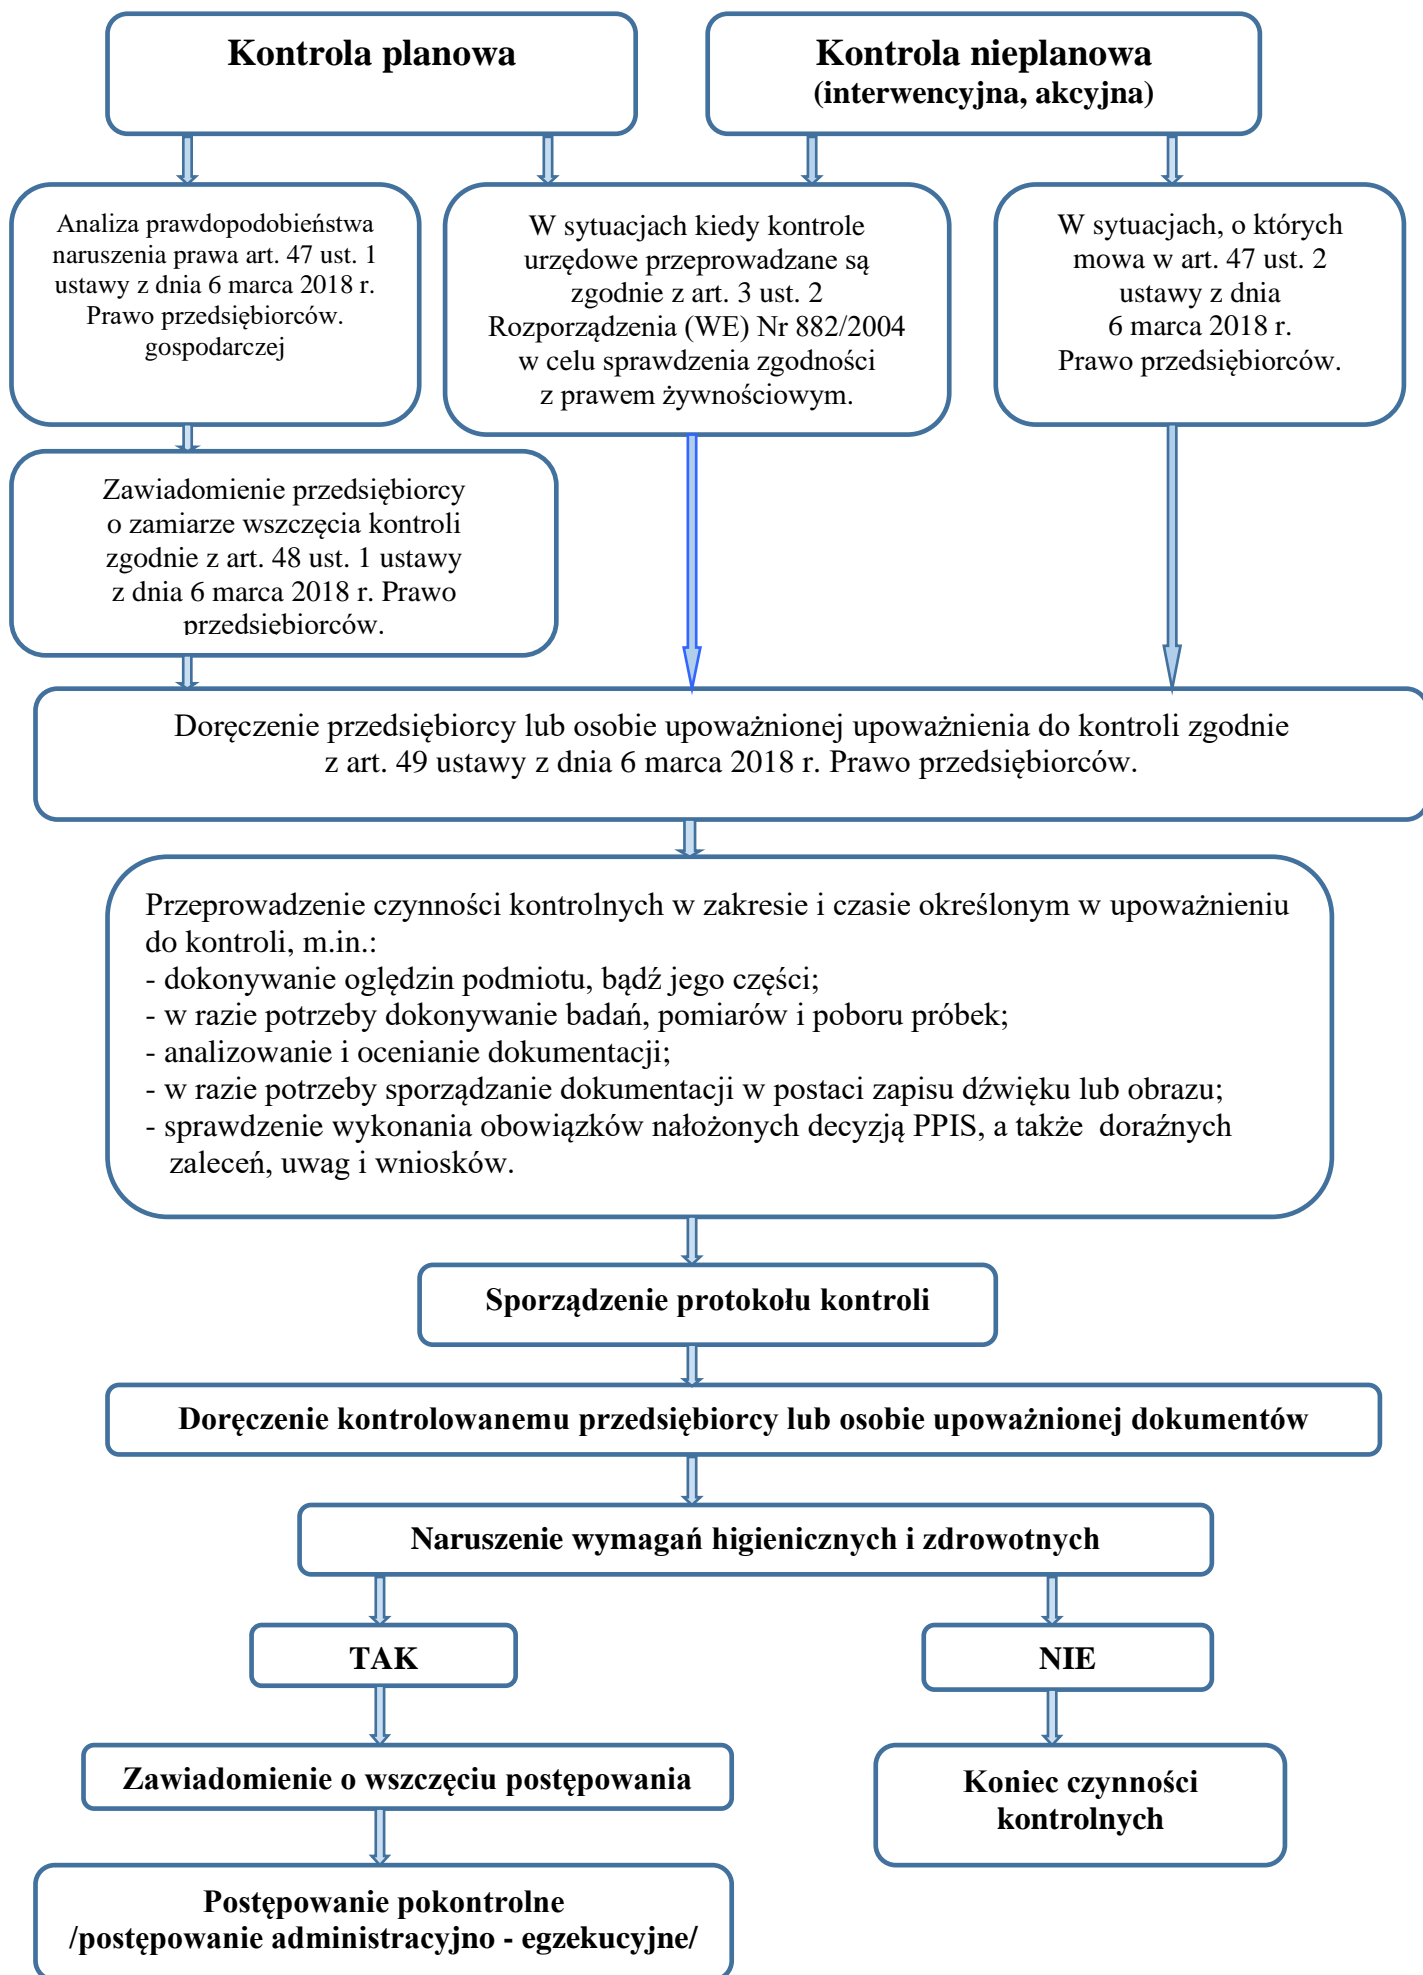 Kontrola planowa
Kontrola nieplanowa
(interwencyjna, akcyjna)
Analiza prawdopodobieństwa
naruszenia prawa art. 47 ust. 1
ustawy z dnia 6 marca 2018 r.
Prawo przedsiębiorców.
gospodarczej
W sytuacjach kiedy kontrole
urzędowe przeprowadzane są
zgodnie z art. 3 ust. 2
Rozporządzenia (WE) Nr 882/2004
w celu sprawdzenia zgodności
z prawem żywnościowym.
W sytuacjach, o których
mowa w art. 47 ust. 2
ustawy z dnia
6 marca 2018 r.
Prawo przedsiębiorców.
Zawiadomienie przedsiębiorcy
o zamiarze wszczęcia kontroli
zgodnie z art. 48 ust. 1 ustawy
z dnia 6 marca 2018 r. Prawo
przedsiębiorców.
Doręczenie przedsiębiorcy lub osobie upoważnionej upoważnienia do kontroli zgodnie
z art. 49 ustawy z dnia 6 marca 2018 r. Prawo przedsiębiorców.
Przeprowadzenie czynności kontrolnych w zakresie i czasie określonym w upoważnieniu
do kontroli, m.in.:
- dokonywanie oględzin podmiotu, bądź jego części;
- w razie potrzeby dokonywanie badań, pomiarów i poboru próbek;
- analizowanie i ocenianie dokumentacji;
- w razie potrzeby sporządzanie dokumentacji w postaci zapisu dźwięku lub obrazu;
- sprawdzenie wykonania obowiązków nałożonych decyzją PPIS, a także  doraźnych
zaleceń, uwag i wniosków.
Sporządzenie protokołu kontroli
Doręczenie kontrolowanemu przedsiębiorcy lub osobie upoważnionej dokumentów
Naruszenie wymagań higienicznych i zdrowotnych
TAK
NIE
Zawiadomienie o wszczęciu postępowania
Koniec czynności
kontrolnych
Postępowanie pokontrolne
/postępowanie administracyjno - egzekucyjne/